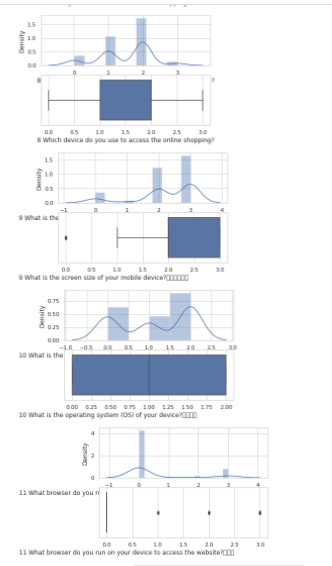 Density
1.5
1.0
0.5
0.0
0 1 2 3
8 ?
0.0 0.5 1.0 1.5 2.0 2.5 3.0
8 Which device do you use to access the online shopping?
Density
1.5
1.0
0.5
0.0
−1 0 1 2 3 4
9 What is the
0.0 0.5 1.0 1.5 2.0 2.5 3.0
9 What is the screen size of your mobile device?□□□□□□
Density
0.75
0.50
0.25
0.00
−1.0 −0.5 0.0 0.5 1.0 1.5 2.0 2.5 3.0
10 What is the
0.00 0.25 0.50 0.75 1.00 1.25 1.50 1.75 2.00
10 What is the operating system (OS) of your device?□□□□
Density
4
2
0
−1 0 1 2 3 4
11 What browser do you r
0.0 0.5 1.0 1.5 2.0 2.5 3.0
11 What browser do you run on your device to access the website?□□□